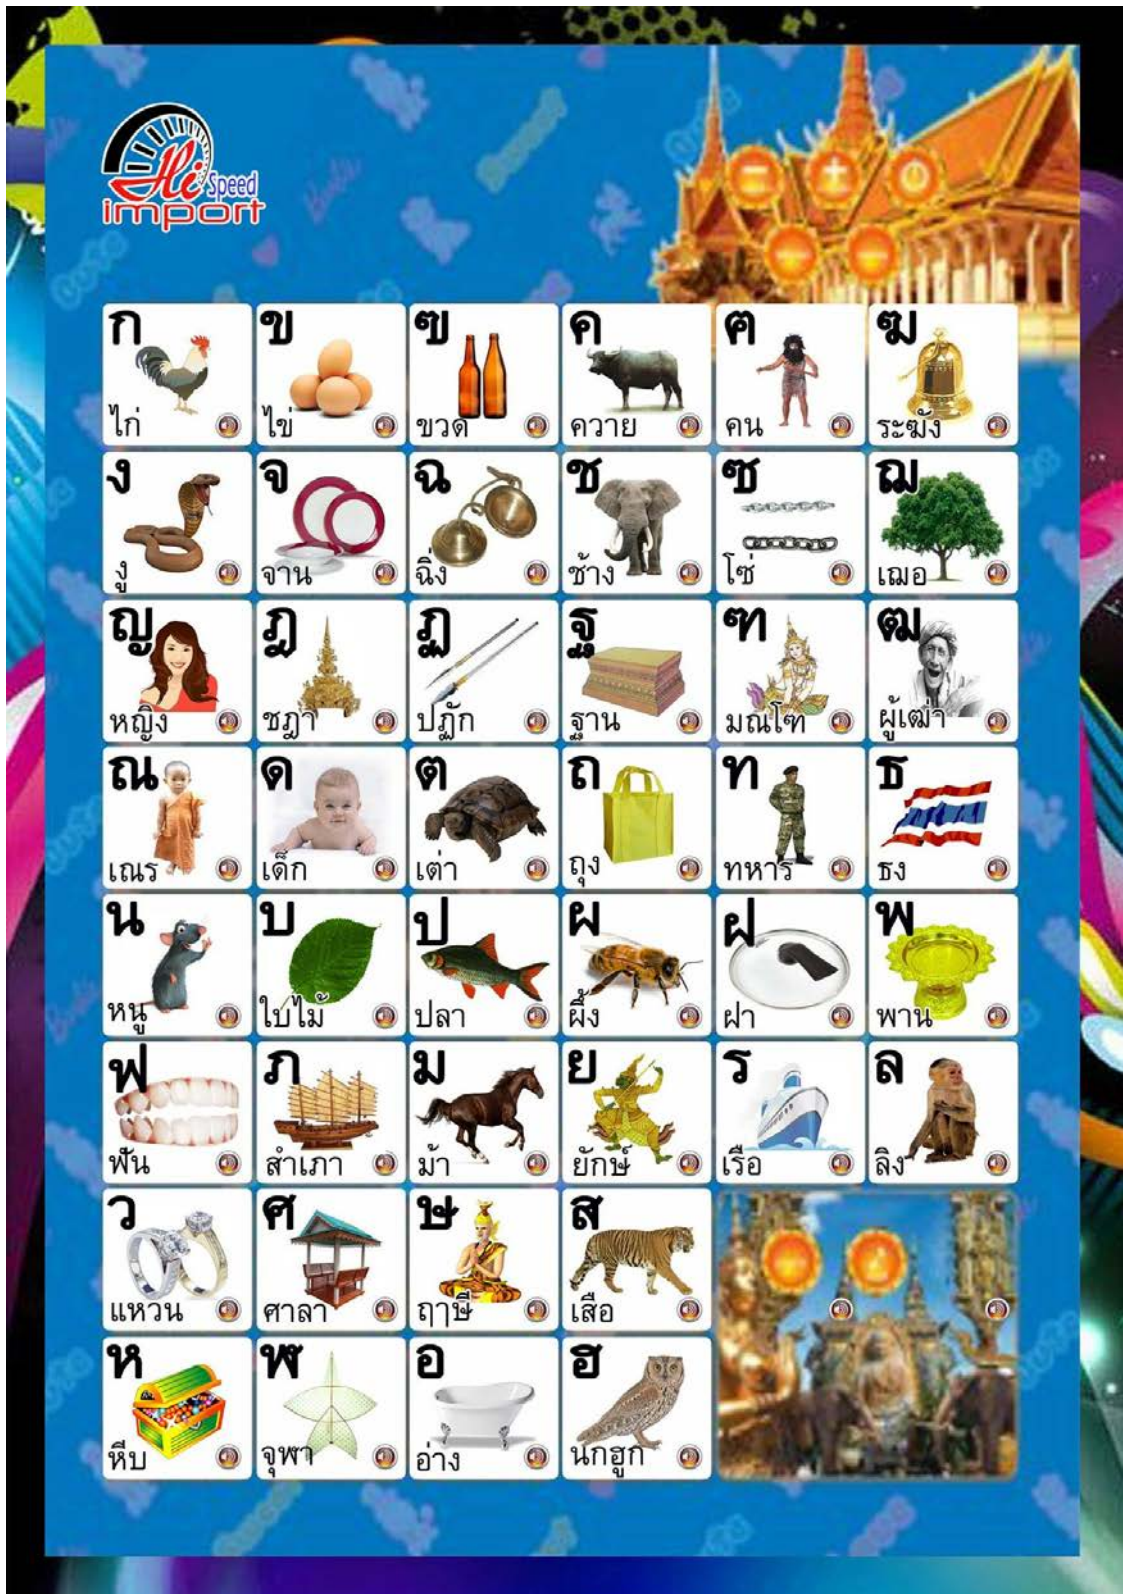 Hi Speed
import
ก ข ฃ ค ฅ ฆ
ไก่ ไข่ ขวด ควาย คน ระฆัง
ง จ ฉ ช ซ ฌ
งู จาน ฉิ่ง ช้าง โซ่ เฌอ
ญ ฎ ฏ ฐ ฑ ฒ
หญิง ชฎา ปฏัก ฐาน มณโฑ ผู้เฒ่า
ณ ด ต ถ ท ธ
เณร เด็ก เต่า ถุง ทหาร ธง
น บ ป ผ ฝ พ
หนู ใบไม้ ปลา ผึ้ง ฝา พาน
ฟ ภ ม ย ร ล
ฟัน สำเภา ม้า ยักษ์ เรือ ลิง
ว ศ ษ ส
แหวน ศาลา ฤๅษี เสือ
ห ฬ อ ฮ
หีบ จุฬา อ่าง นกฮูก